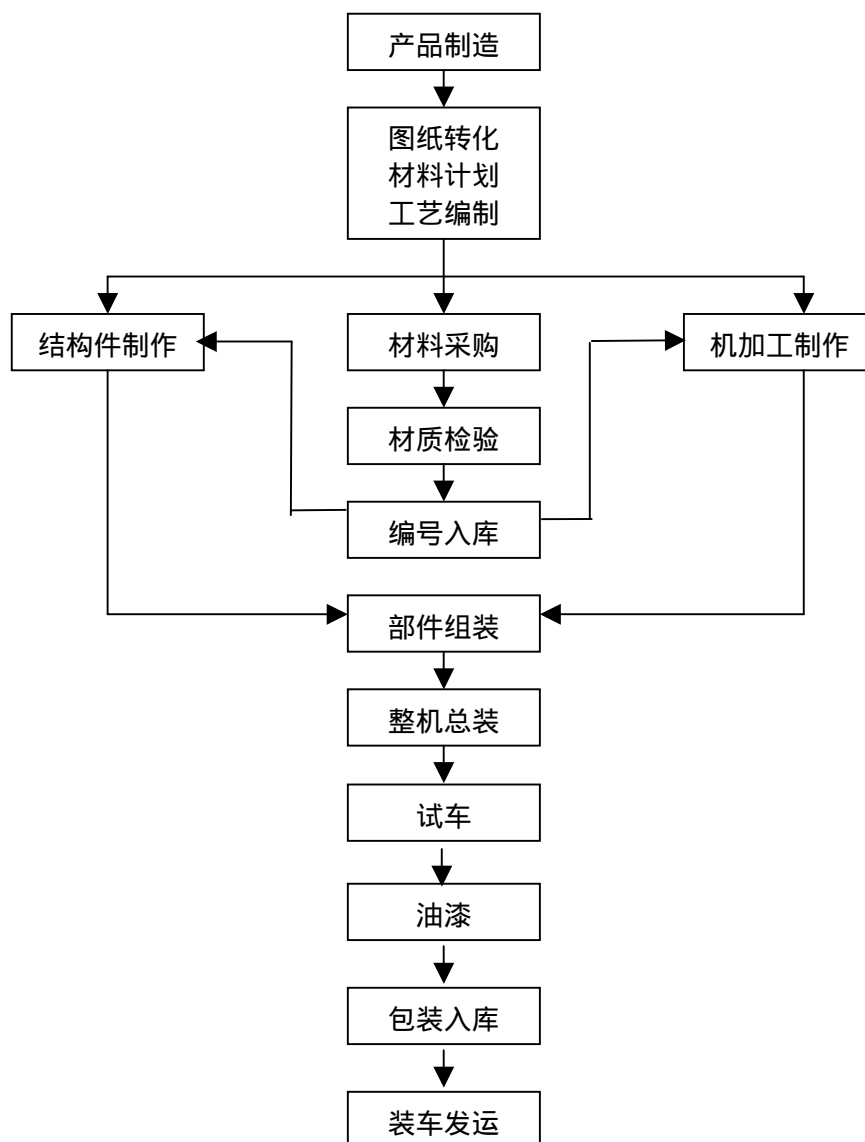 产品制造
图纸转化
材料计划
工艺编制
结构件制作
材料采购
机加工制作
材质检验
编号入库
部件组装
整机总装
试车
油漆
包装入库
装车发运